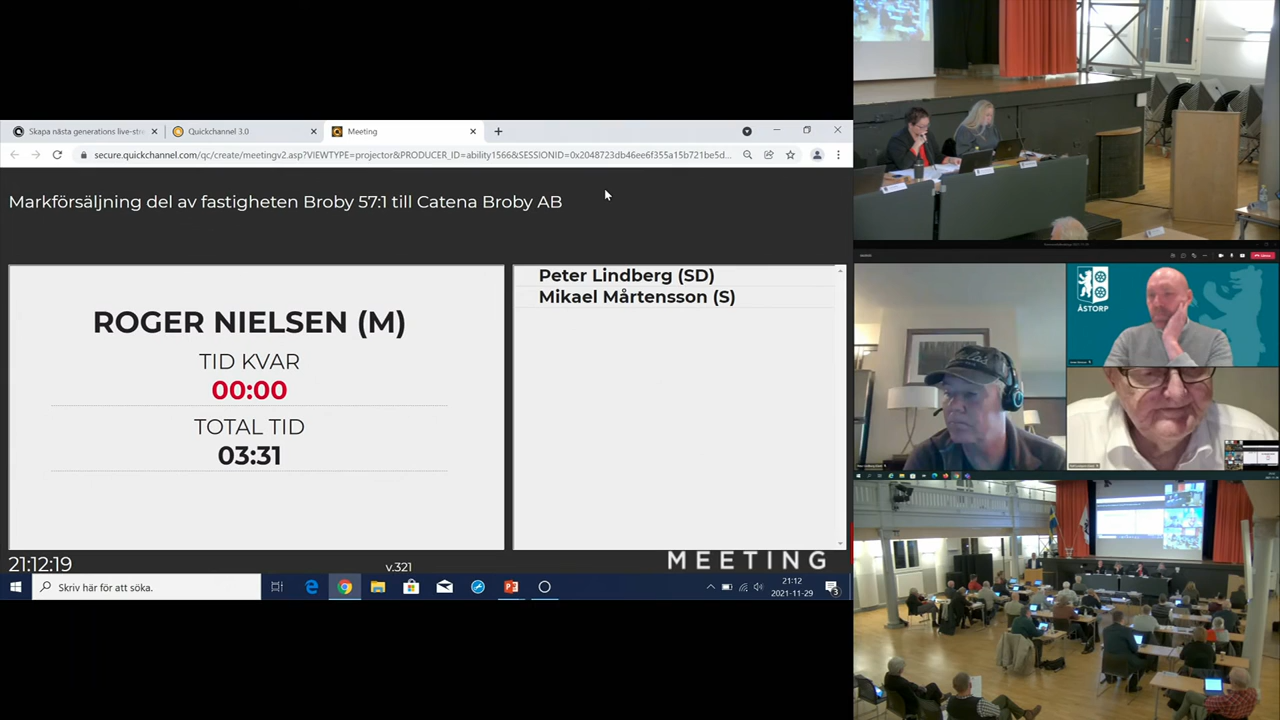 Skapa nästa generations live-stre
Quickchannel 3.0
Meeting
secure.quickchannel.com/qc/create/meetingv2.asp?VIEWTYPE=projector&PRODUCER_ID=ability1566&SESSIONID=0x2048723db46ee6f355a15b721be5d...
Markförsäljning del av fastigheten Broby 57:1 till Catena Broby AB
ROGER NIELSEN (M)
TID KVAR
00:00
TOTAL TID
03:31
Peter Lindberg (SD)
Mikael Mårtensson (S)
21:12:19
v.321
MEETING
Skriv här för att söka.
21:12
2021-11-29
3
ÅSTORP